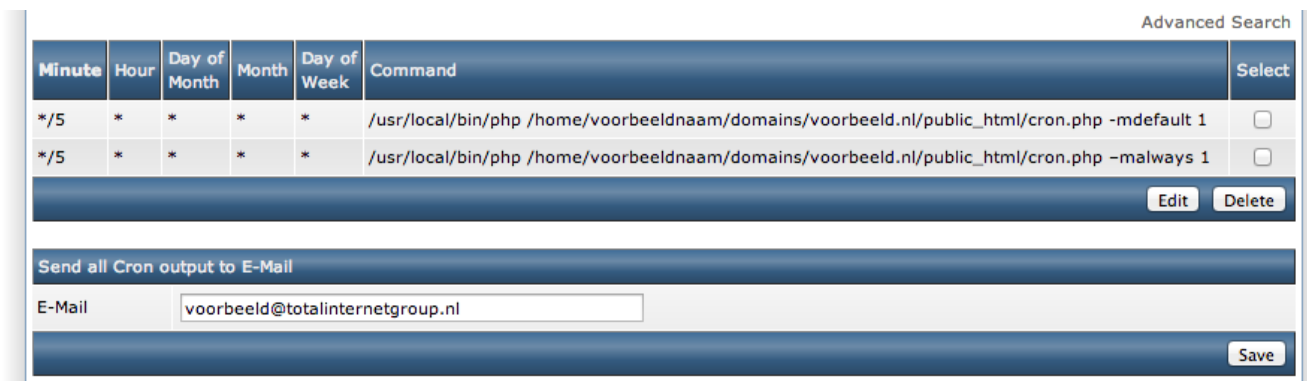 Advanced Search
Minute Hour Day of Month Month Day of Week Command Select
*/5 * * * * /usr/local/bin/php /home/voorbeeldnaam/domains/voorbeeld.nl/public_html/cron.php -mdefault 1
*/5 * * * * /usr/local/bin/php /home/voorbeeldnaam/domains/voorbeeld.nl/public_html/cron.php –malways 1
Edit Delete
Send all Cron output to E-Mail
E-Mail voorbeeld@totalinternetgroup.nl
Save